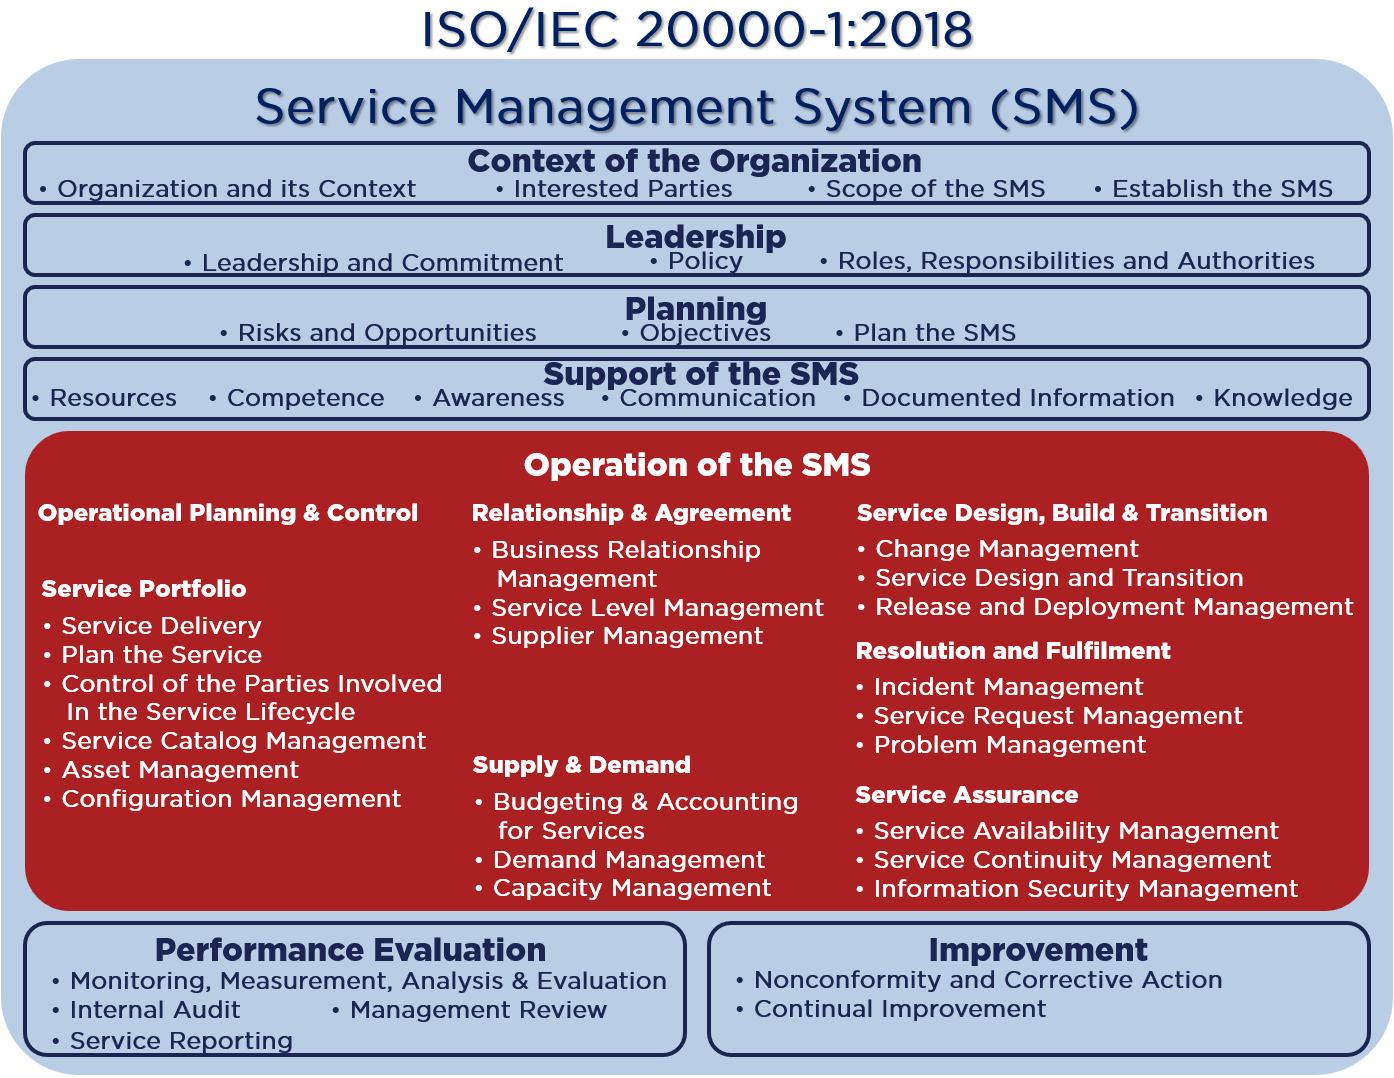 ISO/IEC 20000-1:2018
Service Management System (SMS)
Context of the Organization
• Organization and its Context • Interested Parties • Scope of the SMS • Establish the SMS
Leadership
• Leadership and Commitment • Policy • Roles, Responsibilities and Authorities
Planning
• Risks and Opportunities • Objectives • Plan the SMS
Support of the SMS
• Resources • Competence • Awareness • Communication • Documented Information • Knowledge
Operation of the SMS
Operational Planning & Control
Service Portfolio
• Service Delivery
• Plan the Service
• Control of the Parties Involved
In the Service Lifecycle
• Service Catalog Management
• Asset Management
• Configuration Management
Relationship & Agreement
• Business Relationship
Management
• Service Level Management
• Supplier Management
Supply & Demand
• Budgeting & Accounting
for Services
• Demand Management
• Capacity Management
Service Design, Build & Transition
• Change Management
• Service Design and Transition
• Release and Deployment Management
Resolution and Fulfilment
• Incident Management
• Service Request Management
• Problem Management
Service Assurance
• Service Availability Management
• Service Continuity Management
• Information Security Management
Performance Evaluation
• Monitoring, Measurement, Analysis & Evaluation
• Internal Audit • Management Review
• Service Reporting
Improvement
• Nonconformity and Corrective Action
• Continual Improvement